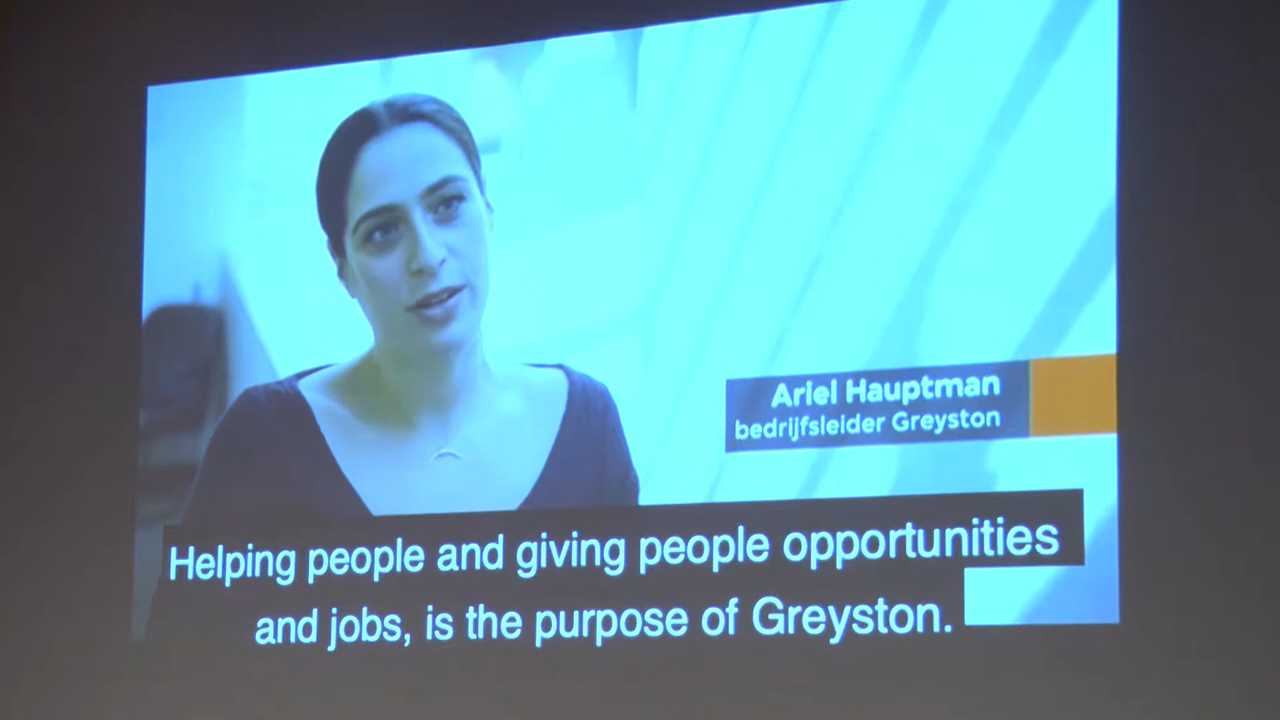 Ariel Hauptman
bedrijfsleider Greyston
Helping people and giving people opportunities
and jobs, is the purpose of Greyston.